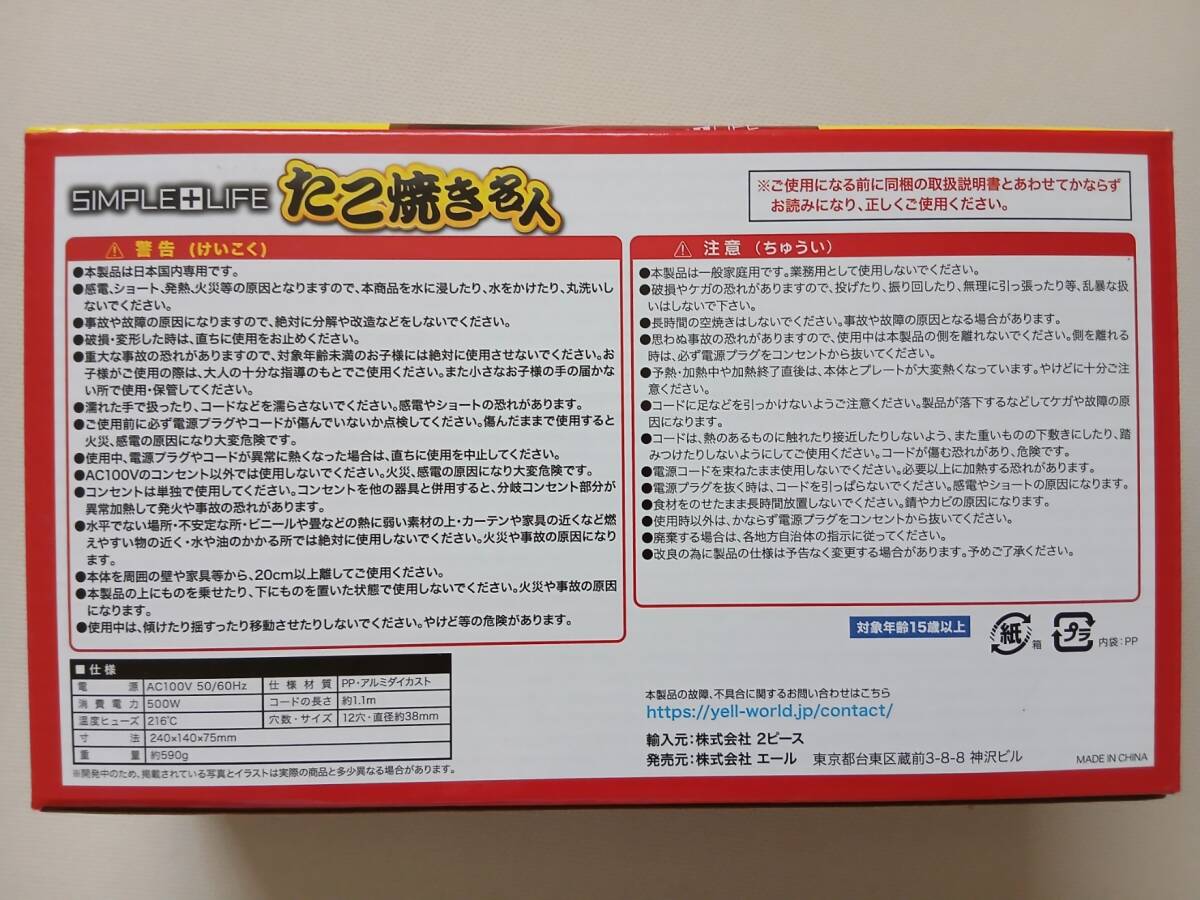 SIMPLE+LIFE たこ焼き名人
※ご使用になる前に同梱の取扱説明書とあわせてかならず
お読みになり、正しくご使用ください。
⚠ 警告 (けいこく)
●本製品は日本国内専用です。
●感電、ショート、発熱、火災等の原因となりますので、本商品を水に浸したり、水をかけたり、丸洗いし
ないでください。
●事故や故障の原因になりますので、絶対に分解や改造などをしないでください。
●破損・変形した時は、直ちに使用をお止めください。
●重大な事故の恐れがありますので、対象年齢未満のお子様には絶対に使用させないでください。お
子様がご使用の際は、大人の十分な指導のもとでご使用ください。また小さなお子様の手の届かな
い所で使用・保管してください。
●濡れた手で扱ったり、コードなどを濡らさないでください。感電やショートの恐れがあります。
●ご使用前に必ず電源プラグやコードが傷んでいないか点検してください。傷んだままで使用すると
火災、感電の原因になり大変危険です。
●使用中、電源プラグやコードが異常に熱くなった場合は、直ちに使用を中止してください。
●AC100Vのコンセント以外では使用しないでください。火災、感電の原因になり大変危険です。
●コンセントは単独で使用してください。コンセントを他の器具と併用すると、分岐コンセント部分が
異常加熱して発火や事故の恐れがあります。
●水平でない場所・不安定な所・ビニールや畳などの熱に弱い素材の上・カーテンや家具の近くなど燃
えやすい物の近く・水や油のかかる所では絶対に使用しないでください。火災や事故の原因になり
ます。
●本体を周囲の壁や家具等から、20cm以上離してご使用ください。
●本製品の上にものを乗せたり、下にものを置いた状態で使用しないでください。火災や事故の原因
になります。
●使用中は、傾けたり揺すったり移動させたりしないでください。やけど等の危険があります。
⚠ 注意 (ちゅうい)
●本製品は一般家庭用です。業務用として使用しないでください。
●破損やケガの恐れがありますので、投げたり、振り回したり、無理に引っ張ったり等、乱暴な扱
いはしないで下さい。
●長時間の空焼きはしないでください。事故や故障の原因となる場合があります。
●思わぬ事故の恐れがありますので、使用中は本製品の側を離れないでください。側を離れる
時は、必ず電源プラグをコンセントから抜いてください。
●予熱・加熱中や加熱終了直後は、本体とプレートが大変熱くなっています。やけどに十分ご注
意ください。
●コードに足などを引っかけないようご注意ください。製品が落下するなどしてケガや故障の原
因になります。
●コードは、熱のあるものに触れたり接近したりしないよう、また重いものの下敷きにしたり、踏
みつけたりしないようにしてご使用ください。コードが傷む恐れがあり、危険です。
●電源コードを束ねたまま使用しないでください。必要以上に加熱する恐れがあります。
●電源プラグを抜く時は、コードを引っぱらないでください。感電やショートの原因になります。
●食材をのせたまま長時間放置しないでください。錆やカビの原因になります。
●使用時以外は、かならず電源プラグをコンセントから抜いてください。
●廃棄する場合は、各地方自治体の指示に従ってください。
●改良の為に製品の仕様は予告なく変更する場合があります。予めご了承ください。
対象年齢15歳以上
紙 箱
プラ 内袋:PP
■仕様
電源 AC100V 50/60Hz 仕様材質 PP・アルミダイカスト
消費電力 500W コードの長さ 約1.1m
温度ヒューズ 216℃ 穴数・サイズ 12穴・直径約38mm
寸法 240×140×75mm
重量 約590g
※開発中のため、掲載されている写真とイラストは実際の商品と多少異なる場合があります。
本製品の故障、不具合に関するお問い合わせはこちら
https://yell-world.jp/contact/
輸入元:株式会社 2ピース
発売元:株式会社 エール 東京都台東区蔵前3-8-8 神沢ビル
MADE IN CHINA